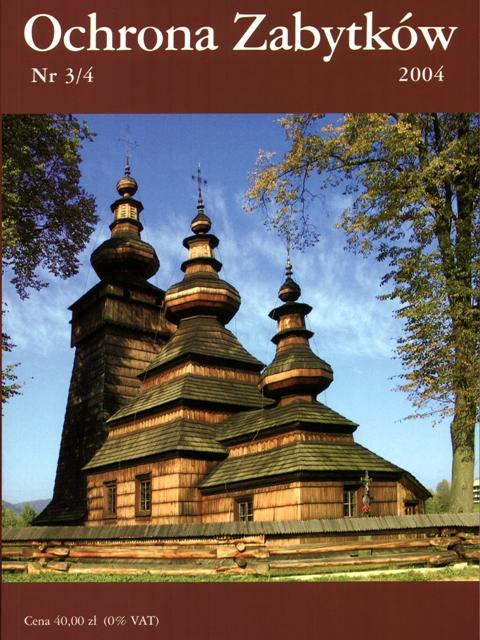 Ochrona Zabytków
Nr 3/4
2004
Cena 40,00 zł (0% VAT)